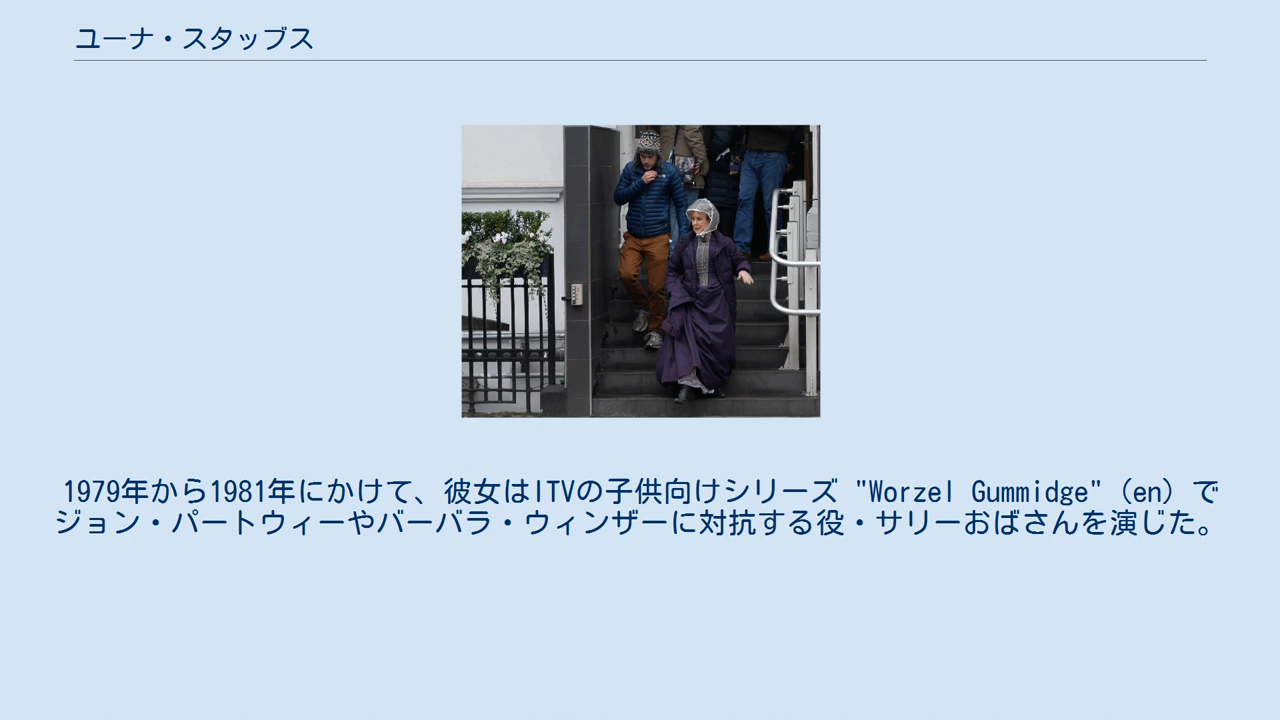 ユーナ・スタッブス
1979年から1981年にかけて、彼女はITVの子供向けシリーズ "Worzel Gummidge" (en) で
ジョン・パートウィーやバーバラ・ウィンザーに対抗する役・サリーおばさんを演じた。